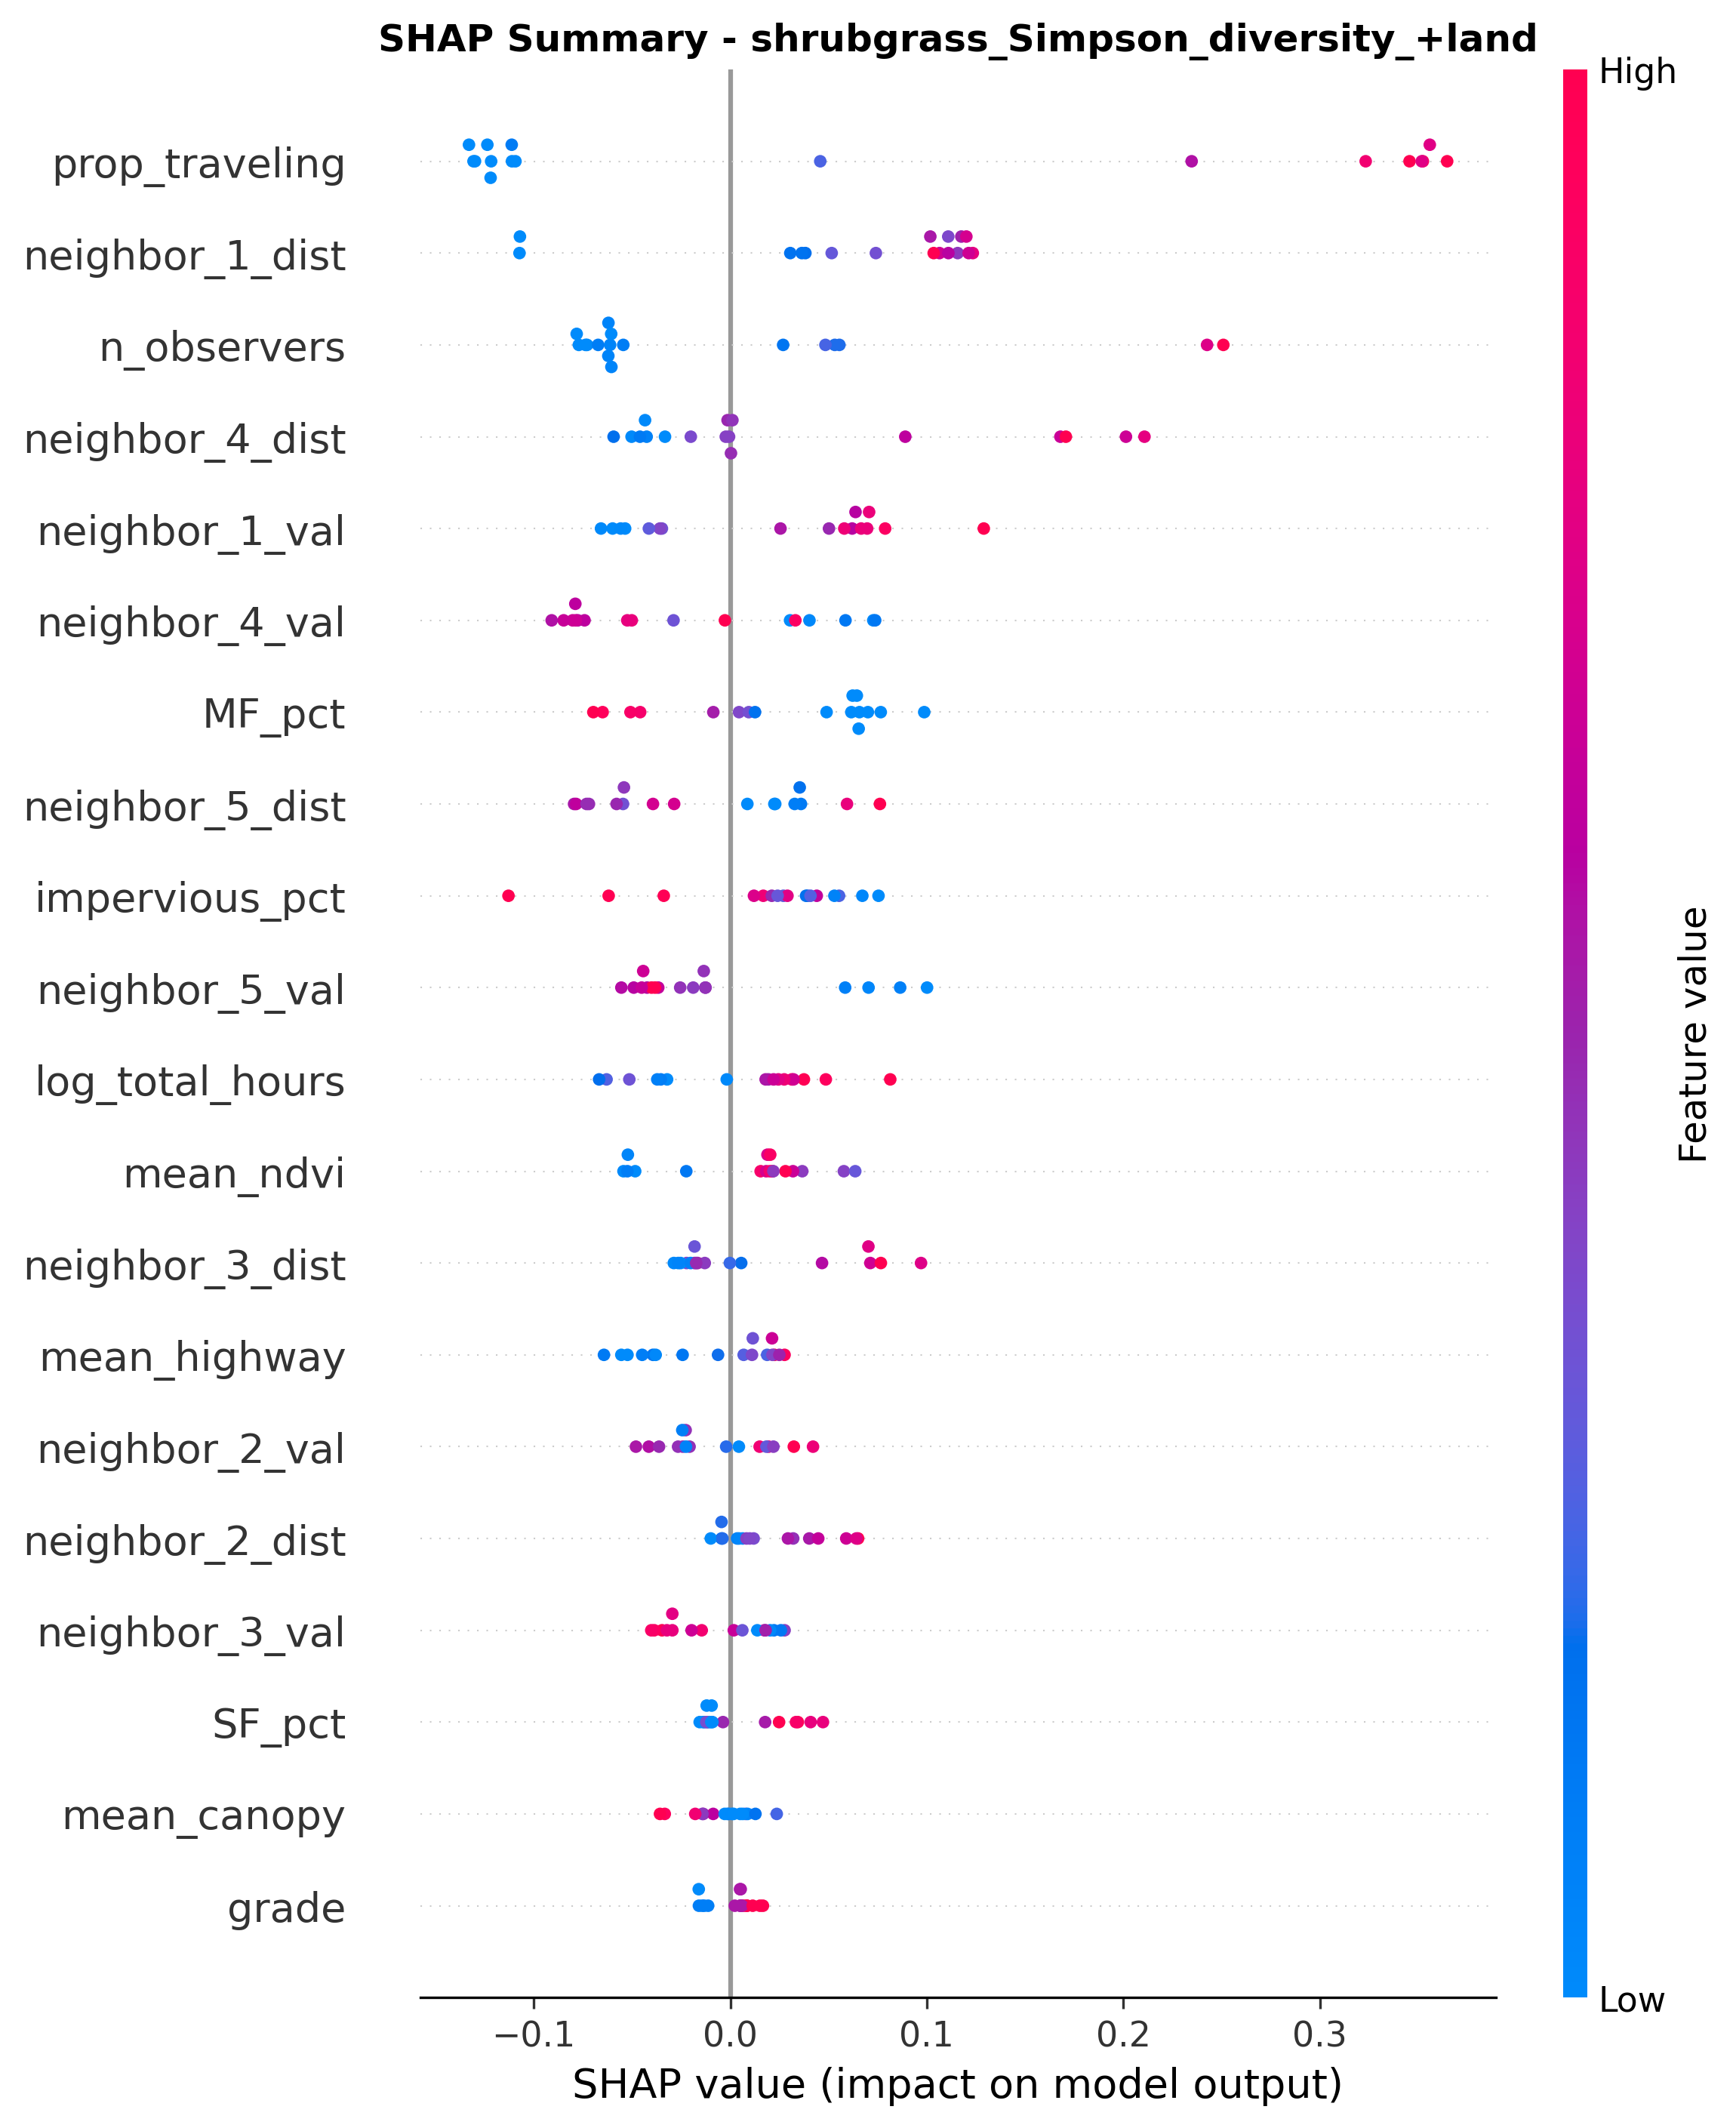 SHAP Summary - shrubgrass_Simpson_diversity_+land
High
prop_traveling
neighbor_1_dist
n_observers
neighbor_4_dist
neighbor_1_val
neighbor_4_val
MF_pct
neighbor_5_dist
impervious_pct
neighbor_5_val
log_total_hours
mean_ndvi
neighbor_3_dist
mean_highway
neighbor_2_val
neighbor_2_dist
neighbor_3_val
SF_pct
mean_canopy
grade
Feature value
Low
−0.1 0.0 0.1 0.2 0.3
SHAP value (impact on model output)